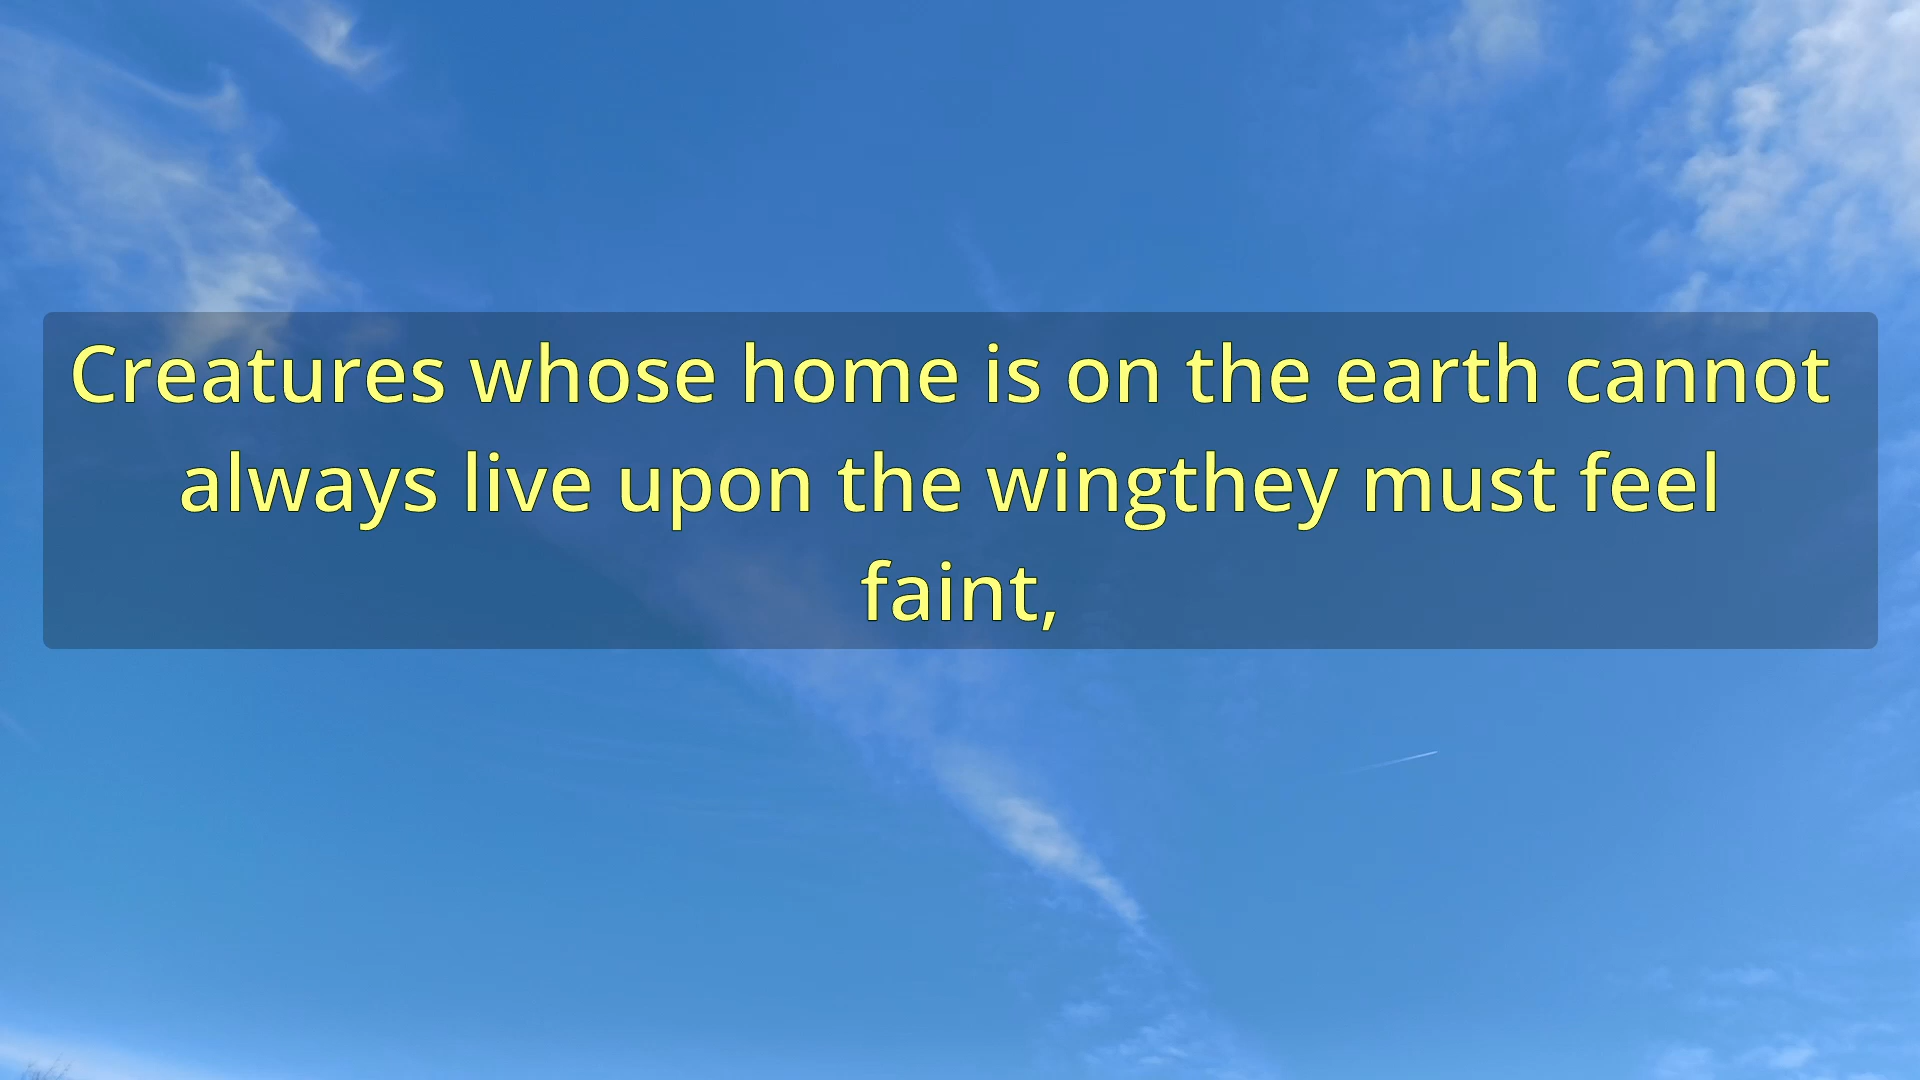 Creatures whose home is on the earth cannot
always live upon the wingthey must feel
faint,